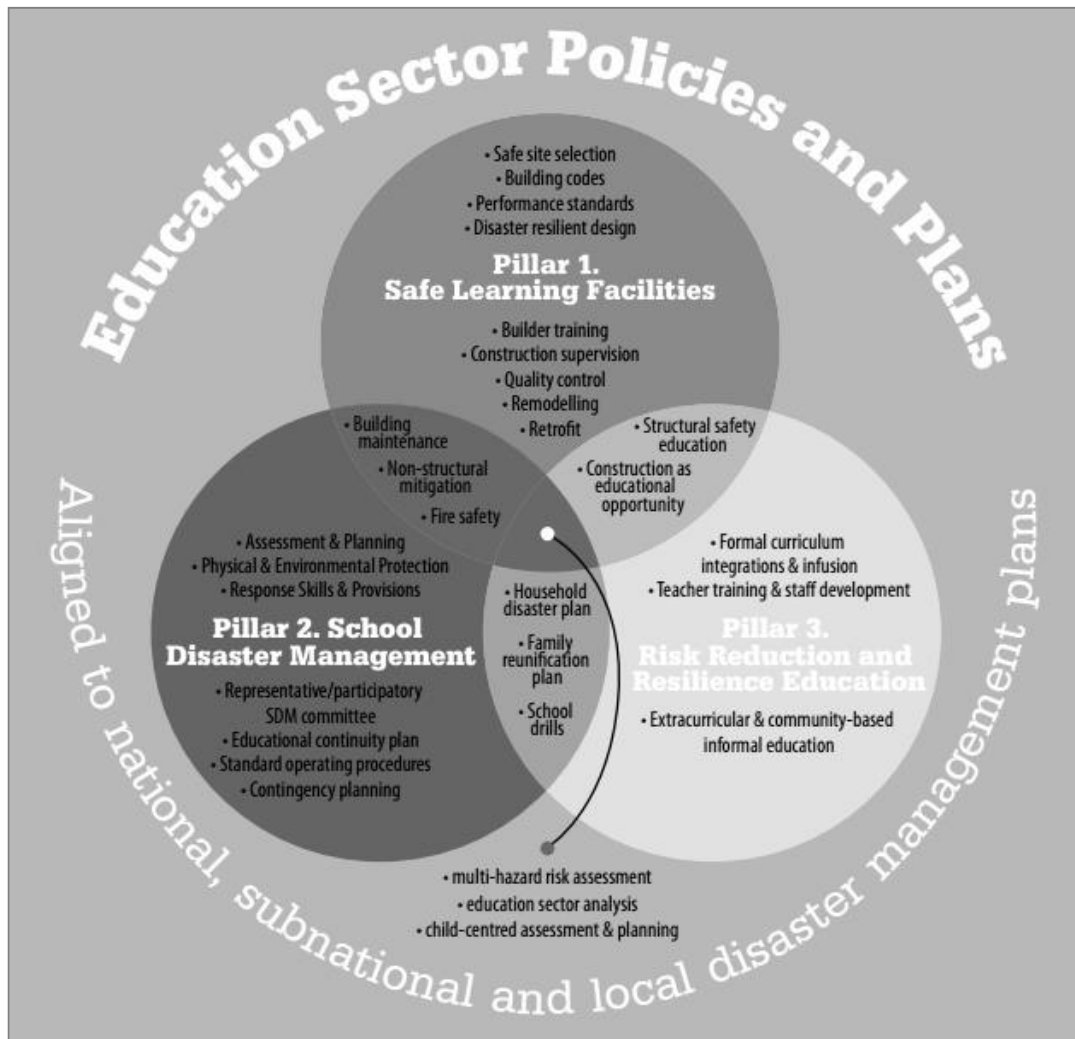 Education Sector Policies and Plans
• Safe site selection
• Building codes
• Performance standards
• Disaster resilient design
Pillar 1.
Safe Learning Facilities
• Builder training
• Construction supervision
• Quality control
• Remodelling
• Retrofit
• Building
maintenance
• Non-structural
mitigation
• Fire safety
• Structural safety
education
• Construction as
educational
opportunity
• Assessment & Planning
• Physical & Environmental Protection
• Response Skills & Provisions
Pillar 2. School
Disaster Management
• Representative/participatory
SDM committee
• Educational continuity plan
• Standard operating procedures
• Contingency planning
• Household
disaster plan
• Family
reunification
plan
• School
drills
• Formal curriculum
integrations & infusion
• Teacher training & staff development
Pillar 3.
Risk Reduction and
Resilience Education
• Extracurricular & community-based
informal education
• multi-hazard risk assessment
• education sector analysis
• child-centred assessment & planning
Aligned to national, subnational and local disaster management plans